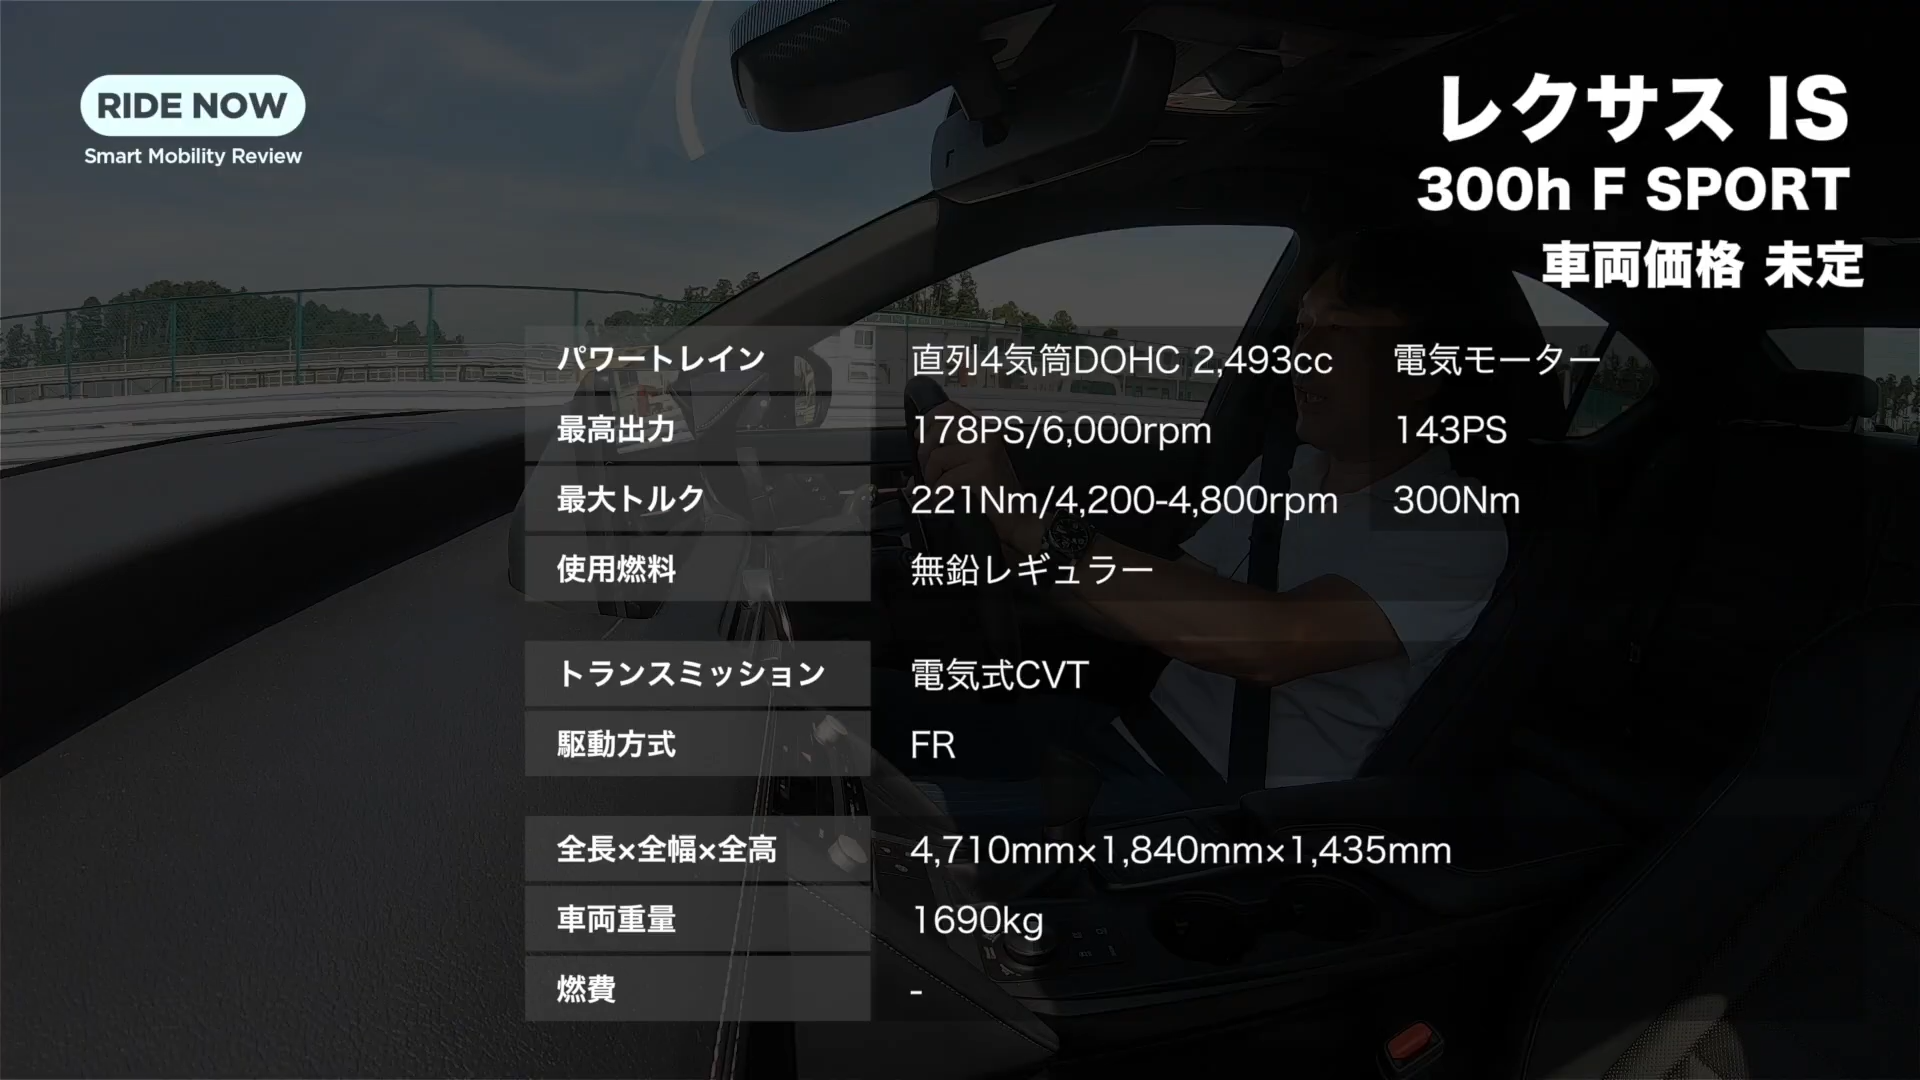 RIDE NOW
Smart Mobility Review
レクサス IS
300h F SPORT
車両価格 未定
パワートレイン 直列4気筒DOHC 2,493cc 電気モーター
最高出力 178PS/6,000rpm 143PS
最大トルク 221Nm/4,200-4,800rpm 300Nm
使用燃料 無鉛レギュラー
トランスミッション 電気式CVT
駆動方式 FR
全長×全幅×全高 4,710mm×1,840mm×1,435mm
車両重量 1690kg
燃費 -